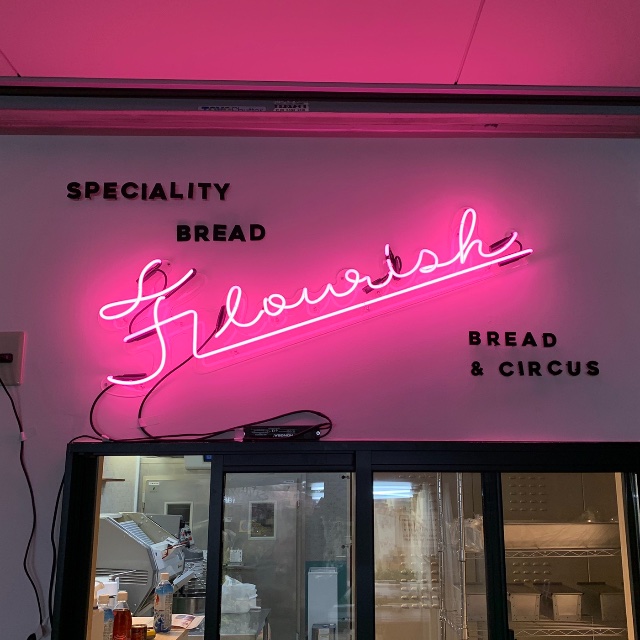 SPECIALITY
BREAD
Flourish
BREAD
& CIRCUS